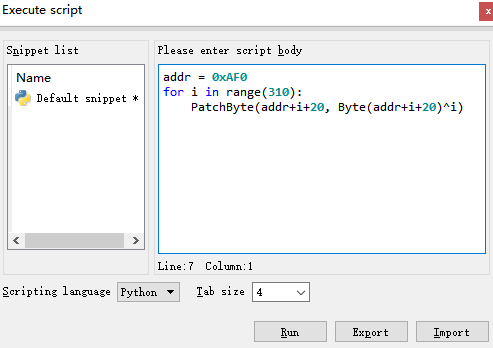 Execute script
Snippet list
Please enter script body
Name
Default snippet *
addr = 0xAF0
for i in range(310):
    PatchByte(addr+i+20, Byte(addr+i+20)^i)
Line:7 Column:1
Scripting language Python Tab size 4
Run Export Import